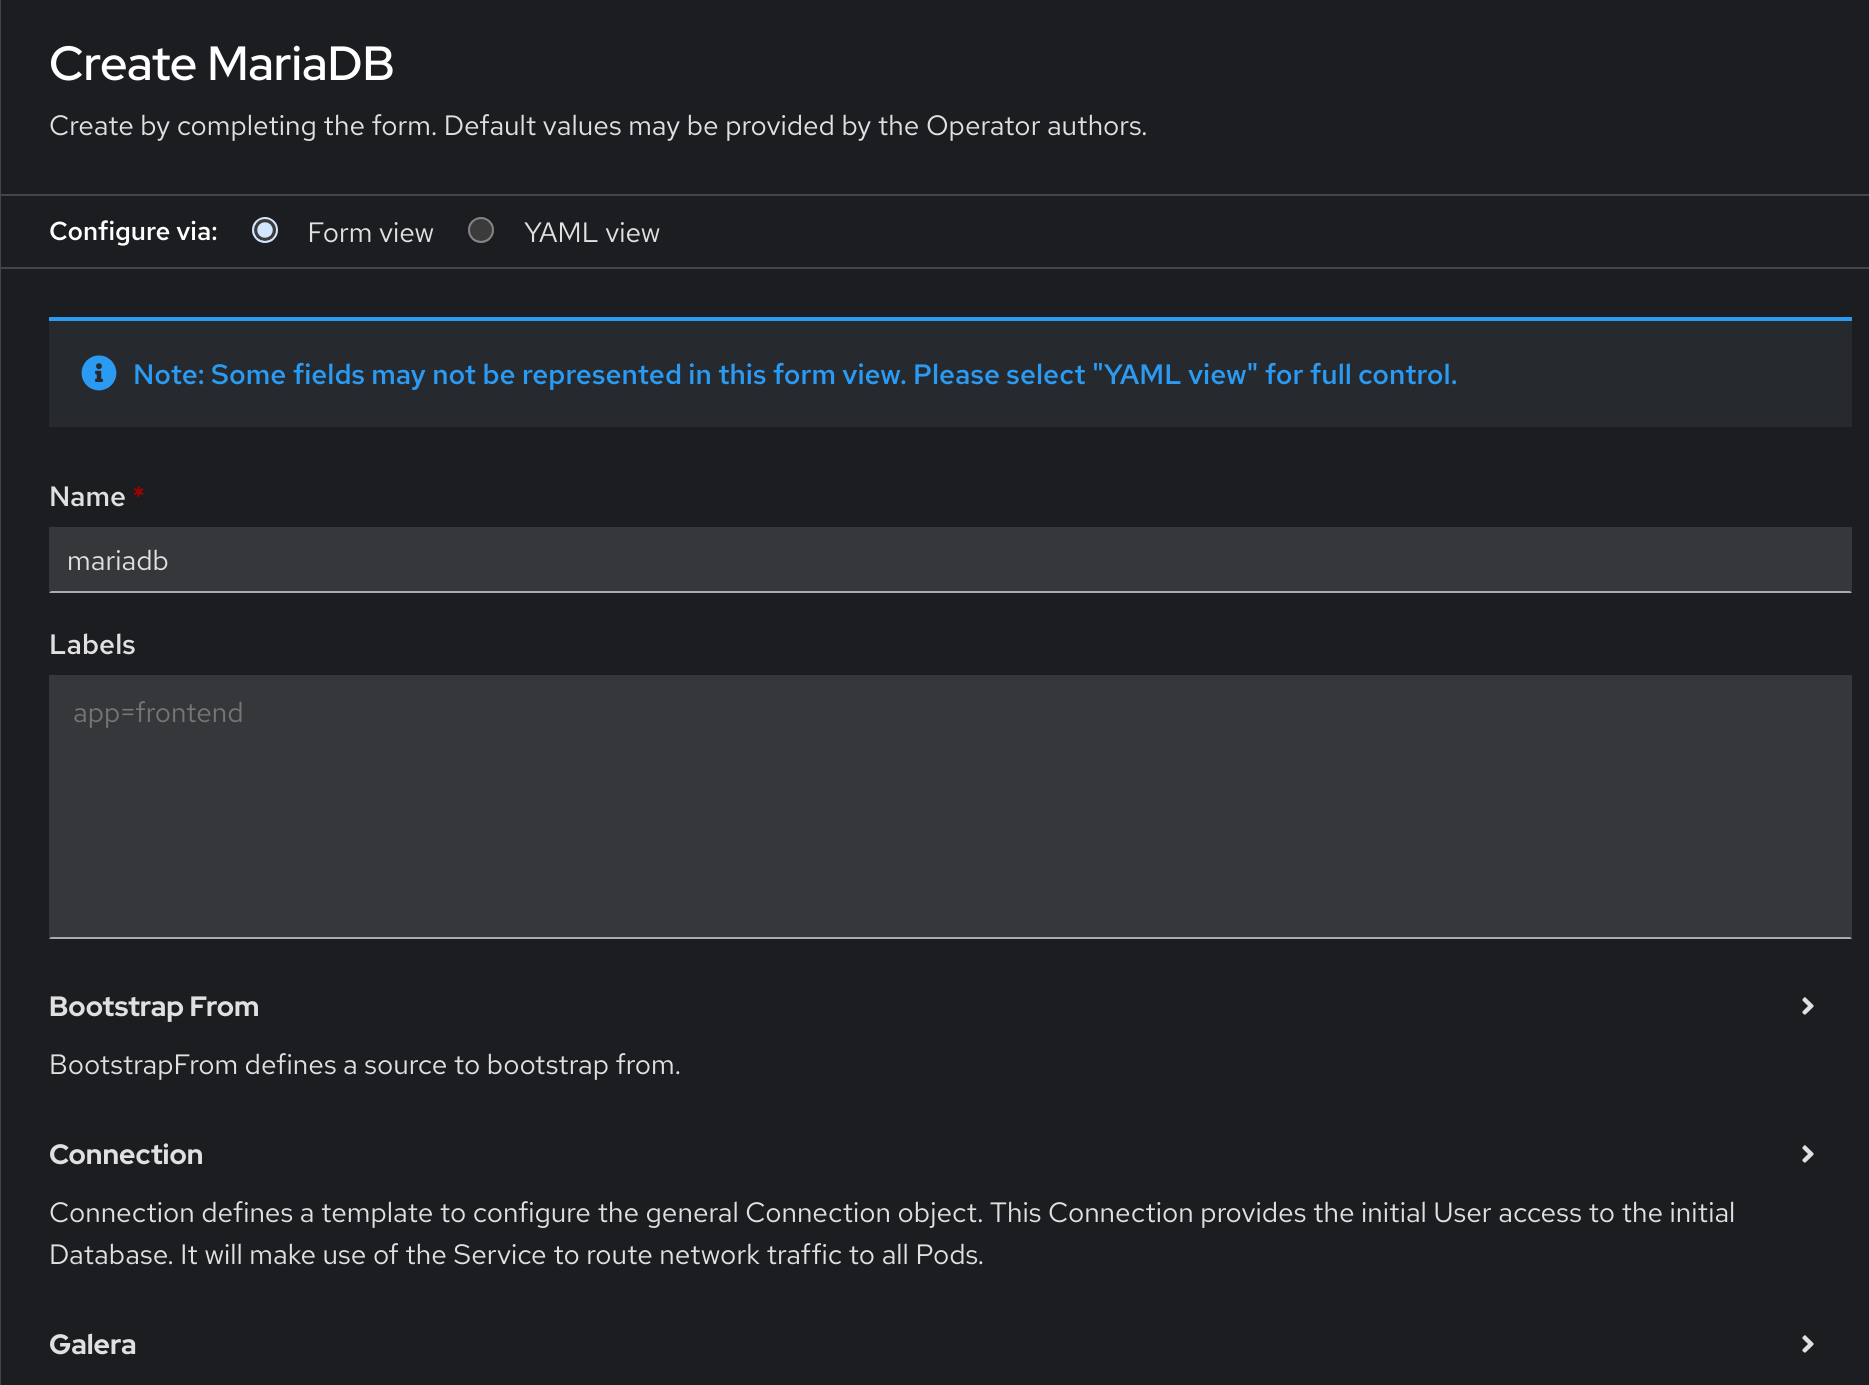 Create MariaDB
Create by completing the form. Default values may be provided by the Operator authors.
Configure via: Form view YAML view
Note: Some fields may not be represented in this form view. Please select "YAML view" for full control.
Name *
mariadb
Labels
app=frontend
Bootstrap From
BootstrapFrom defines a source to bootstrap from.
Connection
Connection defines a template to configure the general Connection object. This Connection provides the initial User access to the initial
Database. It will make use of the Service to route network traffic to all Pods.
Galera